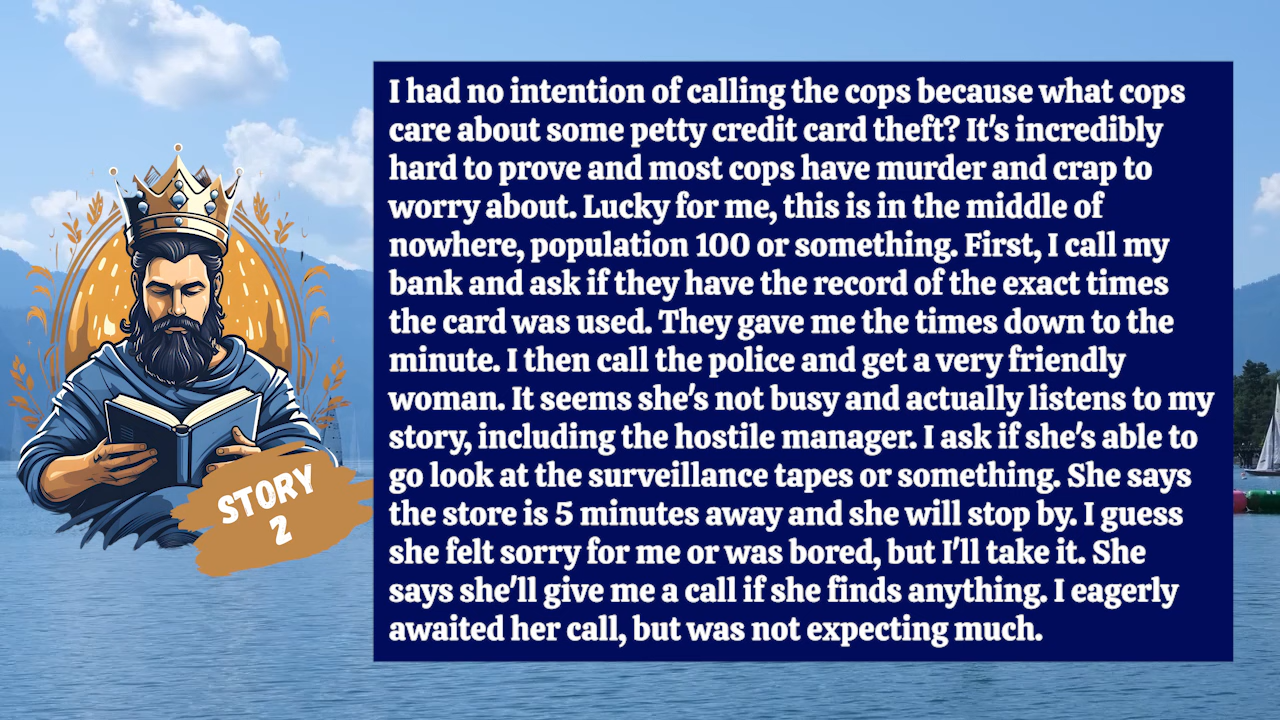 I had no intention of calling the cops because what cops
care about some petty credit card theft? It's incredibly
hard to prove and most cops have murder and crap to
worry about. Lucky for me, this is in the middle of
nowhere, population 100 or something. First, I call my
bank and ask if they have the record of the exact times
the card was used. They gave me the times down to the
minute. I then call the police and get a very friendly
woman. It seems she's not busy and actually listens to my
story, including the hostile manager. I ask if she's able to
go look at the surveillance tapes or something. She says
the store is 5 minutes away and she will stop by. I guess
she felt sorry for me or was bored, but I'll take it. She
says she'll give me a call if she finds anything. I eagerly
awaited her call, but was not expecting much.
STORY
2